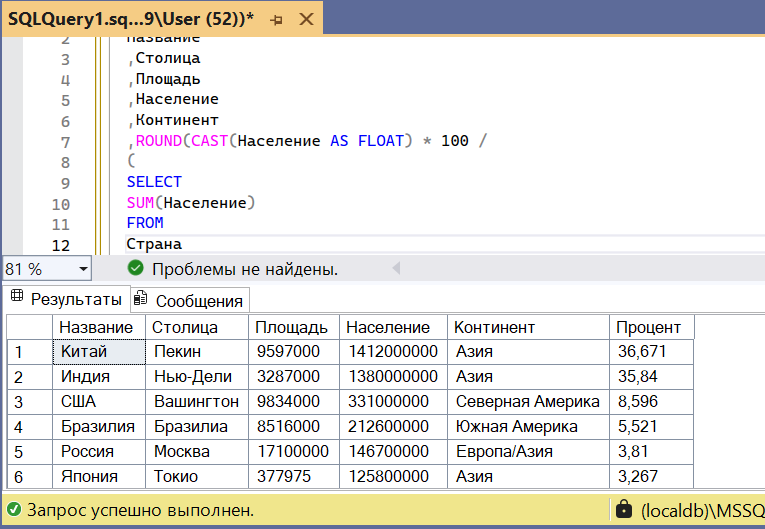 SQLQuery1.sq...9\User (52))*
2 Название
3 ,Столица
4 ,Площадь
5 ,Население
6 ,Континент
7 ,ROUND(CAST(Население AS FLOAT) * 100 /
8 (
9 SELECT
10 SUM(Население)
11 FROM
12 Страна
81 % Проблемы не найдены.
Результаты Сообщения
Название Столица Площадь Население Континент Процент
1 Китай Пекин 9597000 1412000000 Азия 36,671
2 Индия Нью-Дели 3287000 1380000000 Азия 35,84
3 США Вашингтон 9834000 331000000 Северная Америка 8,596
4 Бразилия Бразилиа 8516000 212600000 Южная Америка 5,521
5 Россия Москва 17100000 146700000 Европа/Азия 3,81
6 Япония Токио 377975 125800000 Азия 3,267
Запрос успешно выполнен. (localdb)\MSSQ